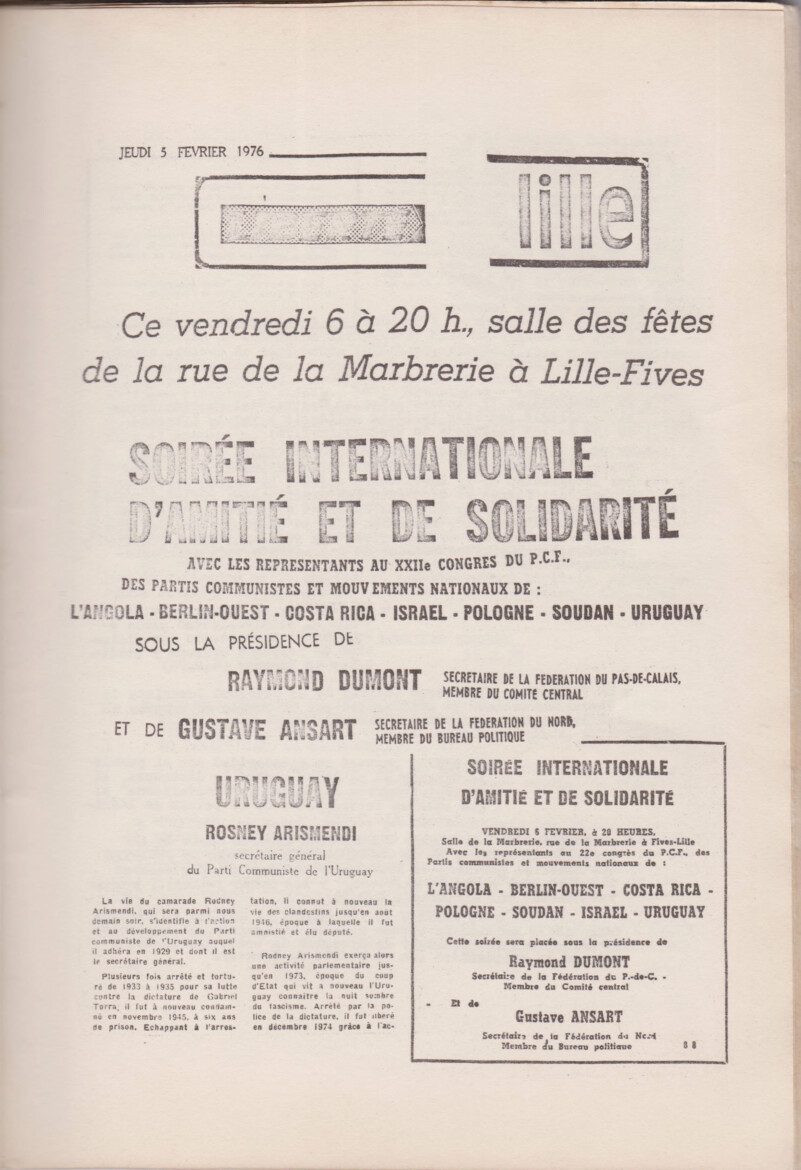 JEUDI 5 FEVRIER 1976
lille
Ce vendredi 6 à 20 h., salle des fêtes
de la rue de la Marbrerie à Lille-Fives
SOIRÉE INTERNATIONALE
D'AMITIÉ ET DE SOLIDARITÉ
AVEC LES REPRESENTANTS AU XXIIe CONGRES DU P.C.F.,
DES PARTIS COMMUNISTES ET MOUVEMENTS NATIONAUX DE :
L'ANGOLA - BERLIN-OUEST - COSTA RICA - ISRAEL - POLOGNE - SOUDAN - URUGUAY
SOUS LA PRÉSIDENCE DE
RAYMOND DUMONT
SECRETAIRE DE LA FEDERATION DU PAS-DE-CALAIS,
MEMBRE DU COMITÉ CENTRAL
ET DE GUSTAVE ANSART
SECRETAIRE DE LA FEDERATION DU NORD,
MEMBRE DU BUREAU POLITIQUE
URUGUAY
ROSNEY ARISMENDI
secrétaire général
du Parti Communiste de l'Uruguay
La vie du camarade Rodney
Arismendi, qui sera parmi nous
demain soir, s'identifie à l'action
et au développement du Parti
communiste de l'Uruguay auquel
il adhéra en 1929 et dont il est
le secrétaire général.
Plusieurs fois arrêté et tortu-
ré de 1933 à 1935 pour sa lutte
contre la dictature de Gabriel
Torra, il fut à nouveau condam-
né en novembre 1945, à six ans
de prison. Echappant à l'arres-
tation, il connut à nouveau la
vie des clandestins jusqu'en août
1946, époque à laquelle il fut
amnistié et élu député.
Rodney Arismendi exerça alors
une activité parlementaire jus-
qu'en 1973, époque du coup
d'Etat qui vit à nouveau l'Uru-
guay connaître la nuit sombre
du fascisme. Arrêté par la po-
lice de la dictature, il fut libéré
en décembre 1974 grâce à l'ac-
SOIRÉE INTERNATIONALE
D'AMITIÉ ET DE SOLIDARITÉ
VENDREDI 6 FEVRIER, à 20 HEURES,
Salle de la Marbrerie, rue de la Marbrerie à Fives-Lille
Avec les représentants au 22e congrès du P.C.F., des
Partis communistes et mouvements nationaux de :
L'ANGOLA - BERLIN-OUEST - COSTA RICA -
POLOGNE - SOUDAN - ISRAEL - URUGUAY
Cette soirée sera placée sous la présidence de
Raymond DUMONT
Secrétaire de la Fédération du P.-de-C. -
Membre du Comité central
- Et de
Gustave ANSART
Secrétaire de la Fédération du Nord
Membre du Bureau politique
88